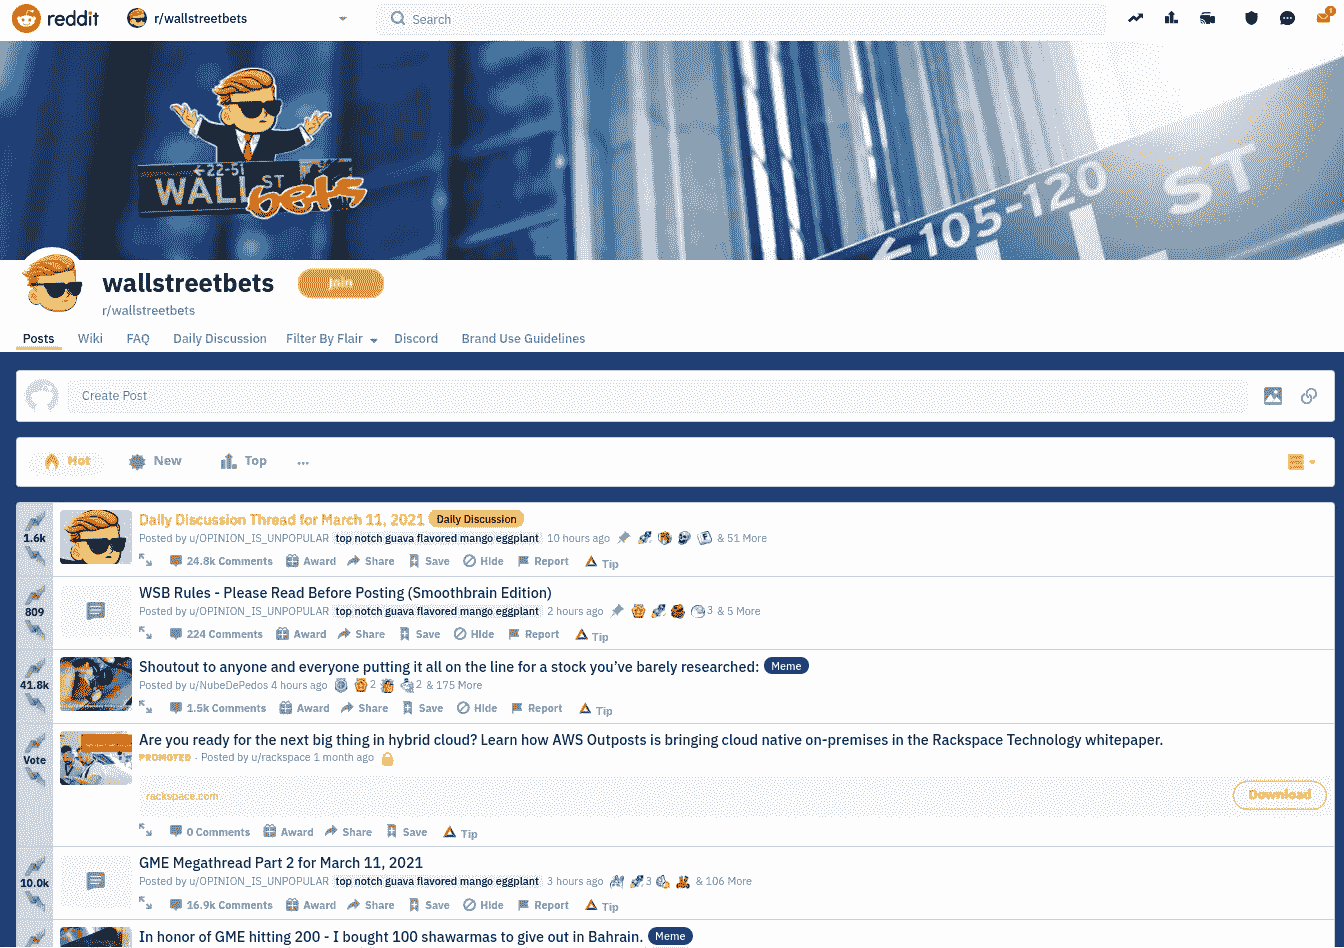 reddit r/wallstreetbets Search 1
←22-51
WALL ST
bets
←105-120 ST
wallstreetbets Join
r/wallstreetbets
Posts Wiki FAQ Daily Discussion Filter By Flair Discord Brand Use Guidelines
Create Post
Hot New Top ...
Daily Discussion Thread for March 11, 2021 Daily Discussion
1.6k Posted by u/OPINION_IS_UNPOPULAR top notch guava flavored mango eggplant 10 hours ago & 51 More
24.8k Comments Award Share Save Hide Report Tip
WSB Rules - Please Read Before Posting (Smoothbrain Edition)
809 Posted by u/OPINION_IS_UNPOPULAR top notch guava flavored mango eggplant 2 hours ago 3 & 5 More
224 Comments Award Share Save Hide Report Tip
Shoutout to anyone and everyone putting it all on the line for a stock you’ve barely researched: Meme
41.8k Posted by u/NubeDePedos 4 hours ago 2 2 & 175 More
1.5k Comments Award Share Save Hide Report Tip
Are you ready for the next big thing in hybrid cloud? Learn how AWS Outposts is bringing cloud native on-premises in the Rackspace Technology whitepaper.
Vote PROMOTED · Posted by u/rackspace 1 month ago
rackspace.com Download
0 Comments Award Share Save Tip
GME Megathread Part 2 for March 11, 2021
10.0k Posted by u/OPINION_IS_UNPOPULAR top notch guava flavored mango eggplant 3 hours ago 3 & 106 More
16.9k Comments Award Share Save Hide Report Tip
In honor of GME hitting 200 - I bought 100 shawarmas to give out in Bahrain. Meme